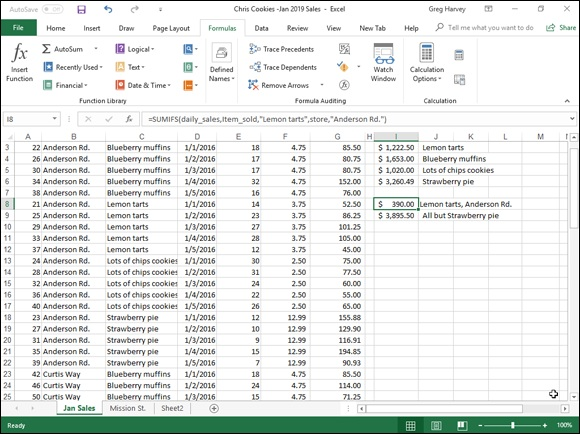 AutoSave Off Chris Cookies -Jan 2019 Sales - Excel Greg Harvey
File Home Insert Draw Page Layout Formulas Data Review View New Tab Help Tell me what you want to do Share
fx Insert Function
AutoSum Logical
Recently Used Text
Financial Date & Time
Function Library
Defined Names
Trace Precedents
Trace Dependents
Remove Arrows
Formula Auditing
Watch Window
Calculation Options
Calculation
I8 fx =SUMIFS(daily_sales,Item_sold,"Lemon tarts",store,"Anderson Rd.")
A B C D E F G H I J K L M N
3 22 Anderson Rd. Blueberry muffins 1/1/2016 18 4.75 85.50 $ 1,222.50 Lemon tarts
4 26 Anderson Rd. Blueberry muffins 1/2/2016 17 4.75 80.75 $ 1,653.00 Blueberry muffins
5 30 Anderson Rd. Blueberry muffins 1/3/2016 17 4.75 80.75 $ 1,020.00 Lots of chips cookies
6 34 Anderson Rd. Blueberry muffins 1/4/2016 32 4.75 152.00 $ 3,260.49 Strawberry pie
7 38 Anderson Rd. Blueberry muffins 1/5/2016 16 4.75 76.00
8 21 Anderson Rd. Lemon tarts 1/1/2016 14 3.75 52.50 $ 390.00 Lemon tarts, Anderson Rd.
9 25 Anderson Rd. Lemon tarts 1/2/2016 23 3.75 86.25 $ 3,895.50 All but Strawberry pie
10 29 Anderson Rd. Lemon tarts 1/3/2016 27 3.75 101.25
11 33 Anderson Rd. Lemon tarts 1/4/2016 28 3.75 105.00
12 37 Anderson Rd. Lemon tarts 1/5/2016 12 3.75 45.00
13 24 Anderson Rd. Lots of chips cookies 1/1/2016 30 2.50 75.00
14 28 Anderson Rd. Lots of chips cookies 1/2/2016 31 2.50 77.50
15 32 Anderson Rd. Lots of chips cookies 1/3/2016 24 2.50 60.00
16 36 Anderson Rd. Lots of chips cookies 1/4/2016 22 2.50 55.00
17 40 Anderson Rd. Lots of chips cookies 1/5/2016 26 2.50 65.00
18 23 Anderson Rd. Strawberry pie 1/1/2016 12 12.99 155.88
19 27 Anderson Rd. Strawberry pie 1/2/2016 10 12.99 129.90
20 31 Anderson Rd. Strawberry pie 1/3/2016 9 12.99 116.91
21 35 Anderson Rd. Strawberry pie 1/4/2016 15 12.99 194.85
22 39 Anderson Rd. Strawberry pie 1/5/2016 7 12.99 90.93
23 42 Curtis Way Blueberry muffins 1/1/2016 18 4.75 85.50
24 46 Curtis Way Blueberry muffins 1/2/2016 24 4.75 114.00
25 50 Curtis Way Blueberry muffins 1/3/2016 15 4.75 71.25
Jan Sales Mission St. Sheet2
Ready 100%